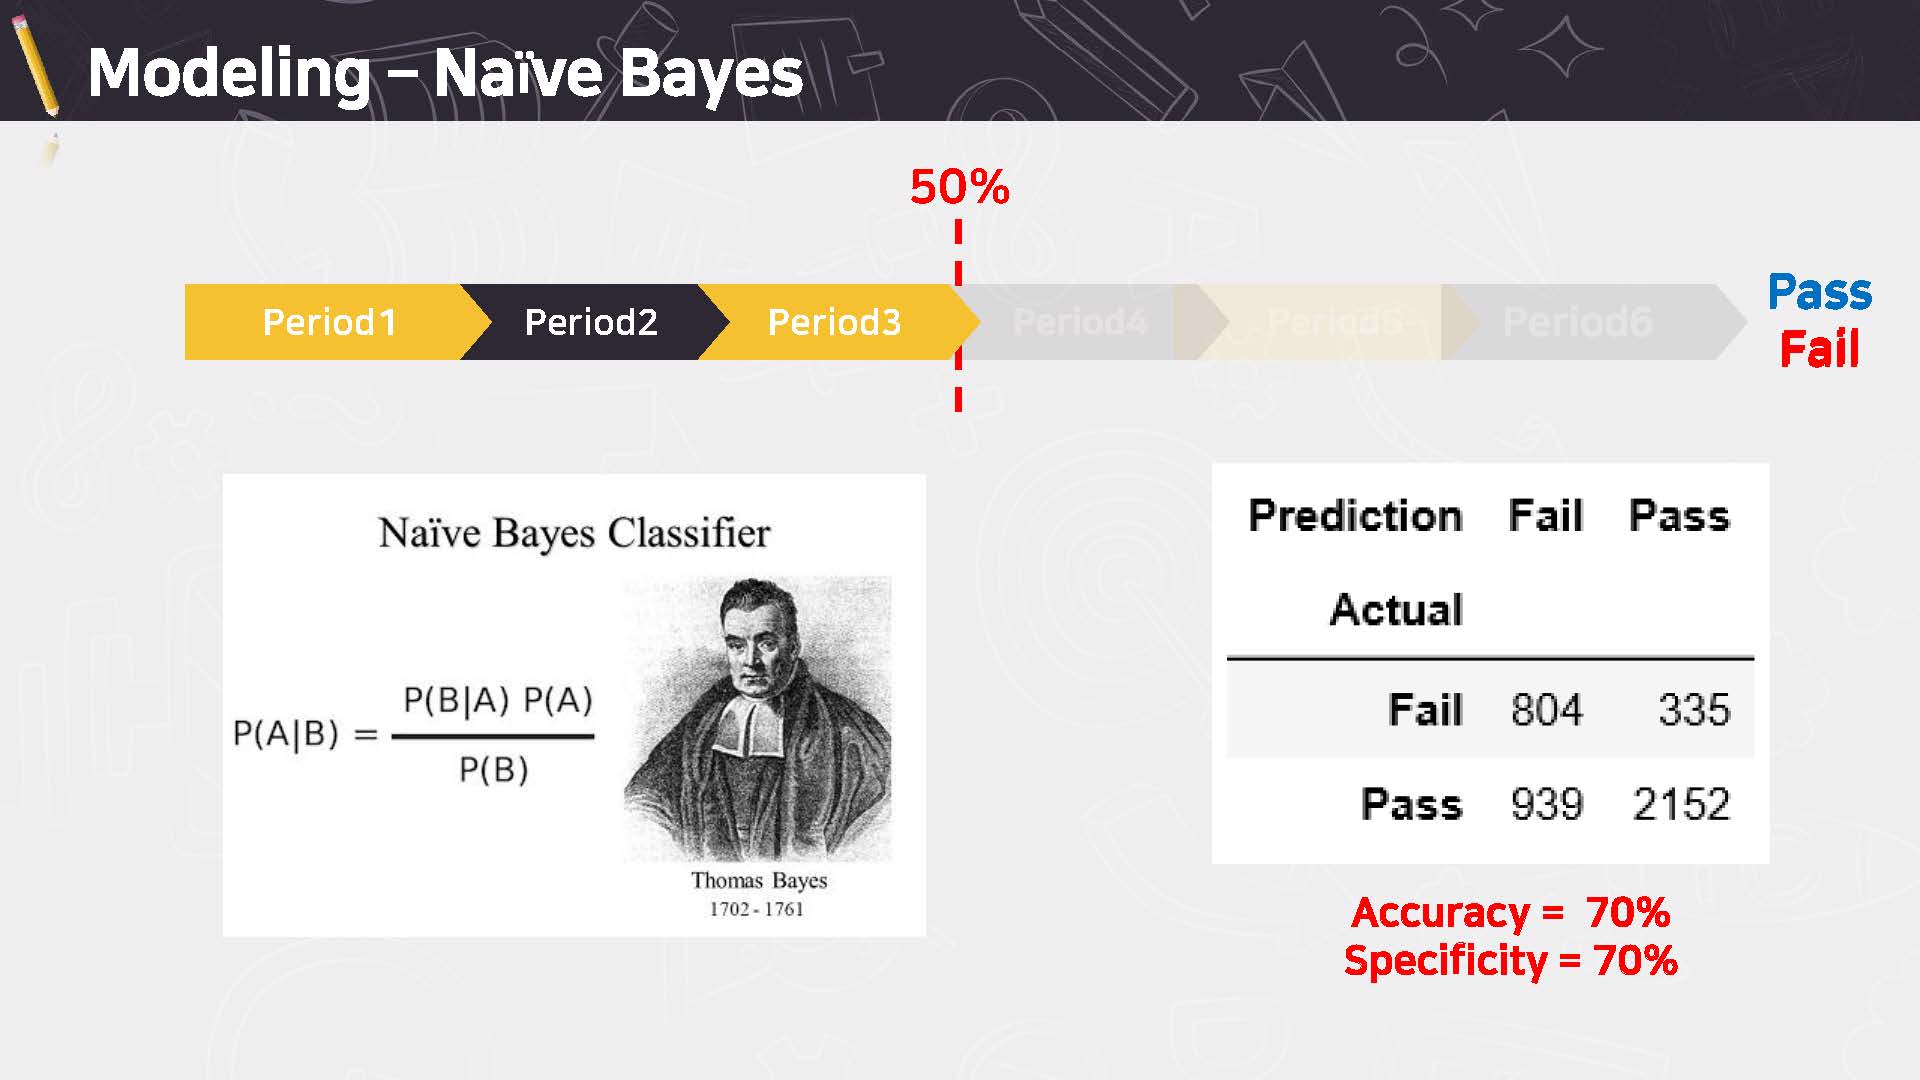 Modeling – Naïve Bayes
50%
Period1 Period2 Period3 Period4 Period5 Period6
Pass
Fail
Naïve Bayes Classifier
P(A|B) = P(B|A) P(A)
P(B)
Thomas Bayes
1702 - 1761
Prediction Fail Pass
Actual
Fail 804 335
Pass 939 2152
Accuracy = 70%
Specificity = 70%